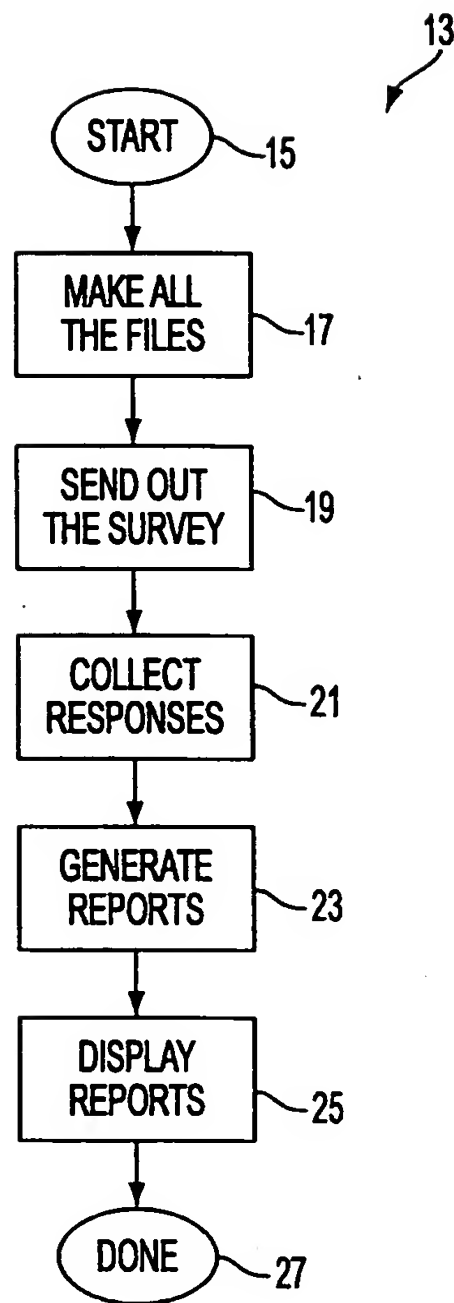 13
START
15
MAKE ALL
THE FILES
17
SEND OUT
THE SURVEY
19
COLLECT
RESPONSES
21
GENERATE
REPORTS
23
DISPLAY
REPORTS
25
DONE
27